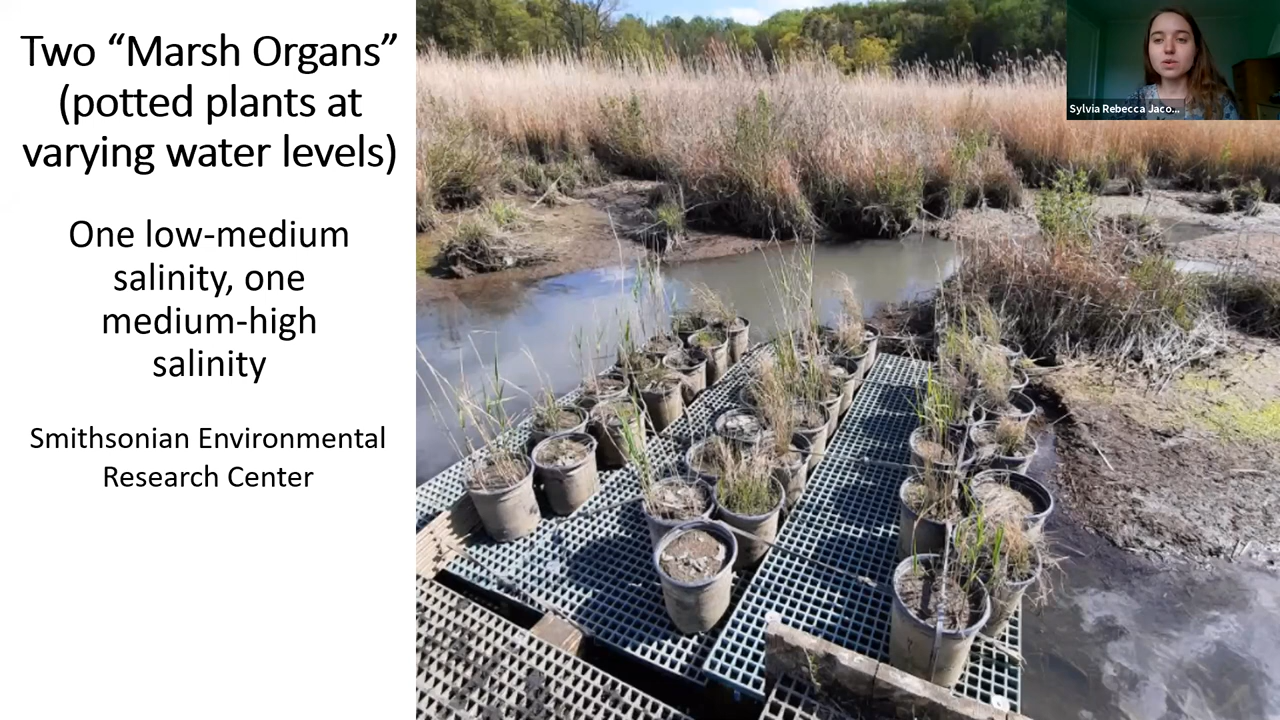 Two “Marsh Organs”
(potted plants at
varying water levels)
One low-medium
salinity, one
medium-high
salinity
Smithsonian Environmental
Research Center
Sylvia Rebecca Jaco...